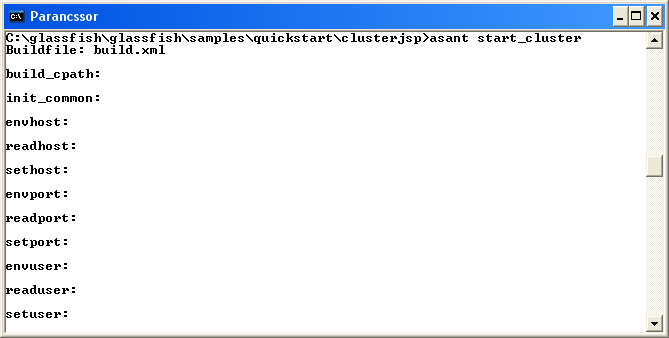 Parancssor
C:\glassfish\glassfish\samples\quickstart\clusterjsp>asant start_cluster
Buildfile: build.xml
build_cpath:
init_common:
envhost:
readhost:
sethost:
envport:
readport:
setport:
envuser:
readuser:
setuser: